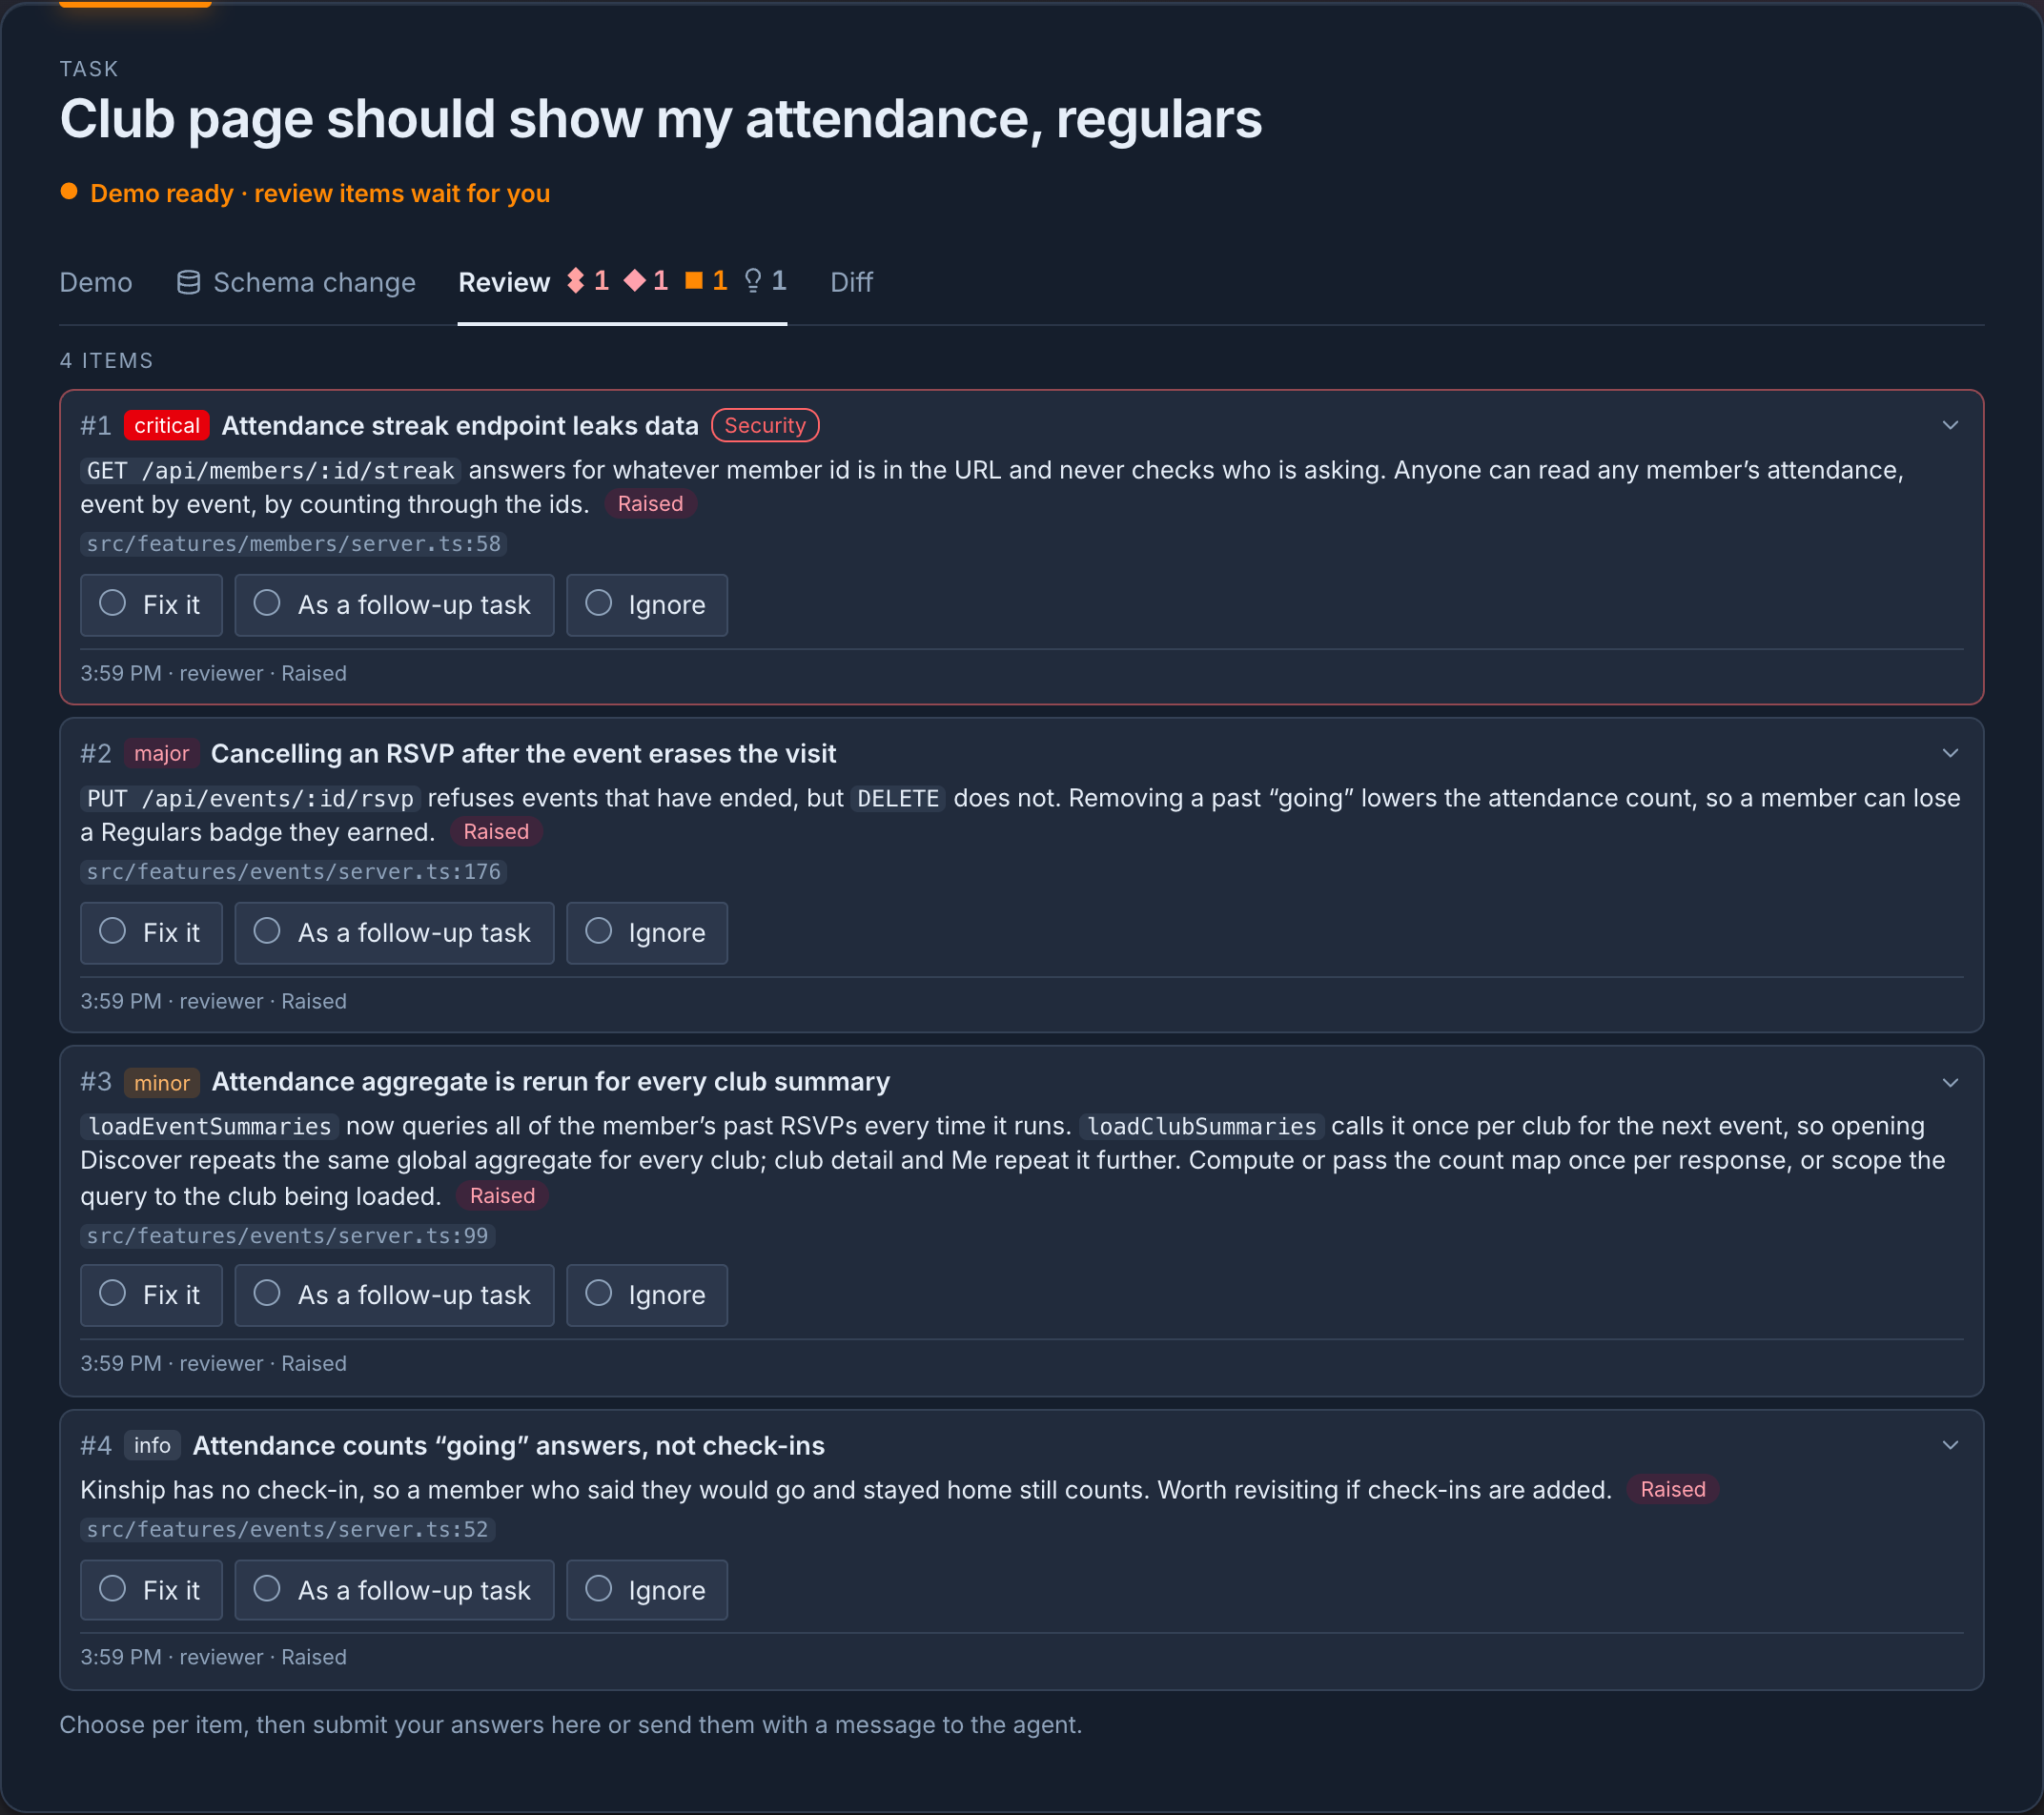 TASK
Club page should show my attendance, regulars
Demo ready · review items wait for you
Demo Schema change Review 1 1 1 1 Diff
4 ITEMS
#1 critical Attendance streak endpoint leaks data Security
GET /api/members/:id/streak answers for whatever member id is in the URL and never checks who is asking. Anyone can read any member’s attendance,
event by event, by counting through the ids. Raised
src/features/members/server.ts:58
Fix it As a follow-up task Ignore
3:59 PM · reviewer · Raised
#2 major Cancelling an RSVP after the event erases the visit
PUT /api/events/:id/rsvp refuses events that have ended, but DELETE does not. Removing a past “going” lowers the attendance count, so a member can lose
a Regulars badge they earned. Raised
src/features/events/server.ts:176
Fix it As a follow-up task Ignore
3:59 PM · reviewer · Raised
#3 minor Attendance aggregate is rerun for every club summary
loadEventSummaries now queries all of the member’s past RSVPs every time it runs. loadClubSummaries calls it once per club for the next event, so opening
Discover repeats the same global aggregate for every club; club detail and Me repeat it further. Compute or pass the count map once per response, or scope the
query to the club being loaded. Raised
src/features/events/server.ts:99
Fix it As a follow-up task Ignore
3:59 PM · reviewer · Raised
#4 info Attendance counts “going” answers, not check-ins
Kinship has no check-in, so a member who said they would go and stayed home still counts. Worth revisiting if check-ins are added. Raised
src/features/events/server.ts:52
Fix it As a follow-up task Ignore
3:59 PM · reviewer · Raised
Choose per item, then submit your answers here or send them with a message to the agent.